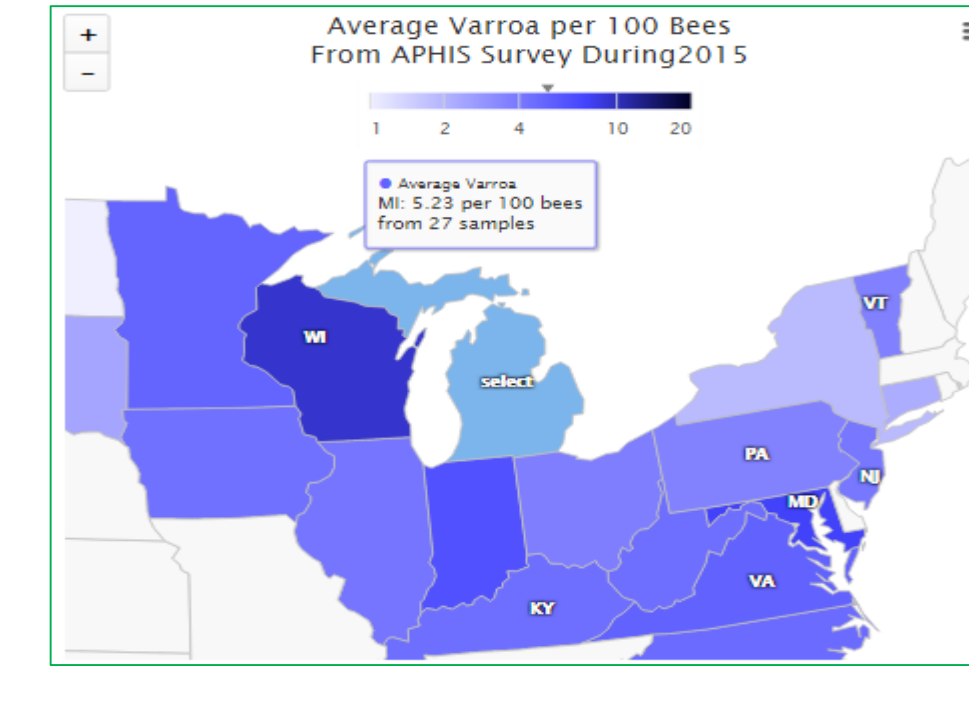 +
−
Average Varroa per 100 Bees
From APHIS Survey During2015
1 2 4 10 20
Average Varroa
MI: 5.23 per 100 bees
from 27 samples
VT
WI
select
PA
NJ
MD
VA
KY